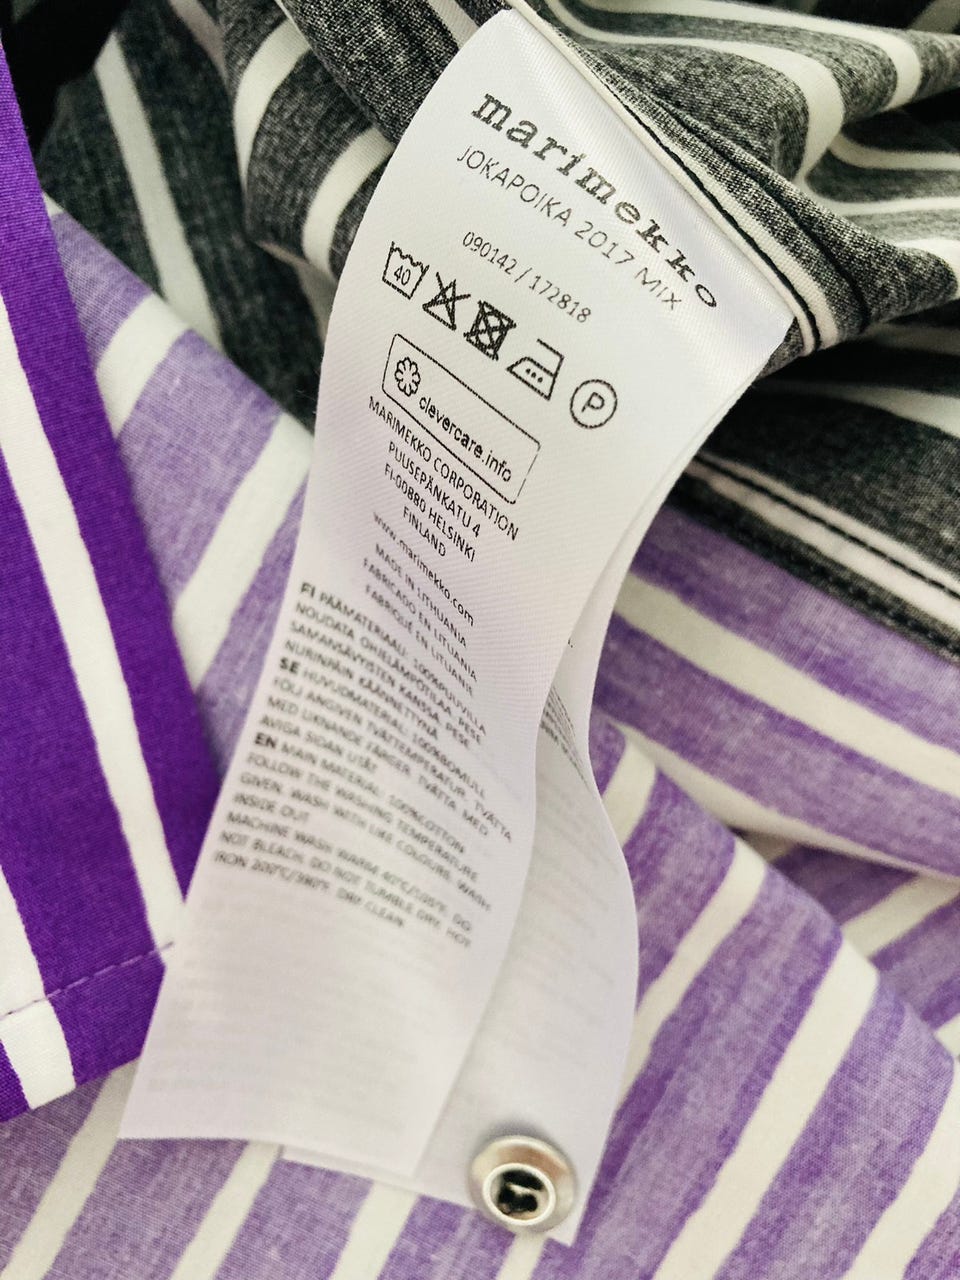 marimekko
JOKAPOIKA 2017 MIX
090142 / 172818
40
P
clevercare.info
MARIMEKKO CORPORATION
PUUSEPÄNKATU 4
FI-00880 HELSINKI
FINLAND
www.marimekko.com
MADE IN LITHUANIA
FABRICADO EN LITUANIA
FABRIQUÉ EN LITUANIE
FI PÄÄMATERIAALI: 100%PUUVILLA
NOUDATA OHJELÄMPÖTILAA. PESE
SAMANSÄVYISTEN KANSSA. PESE
NURINPÄIN KÄÄNNETTYNÄ
SE HUVUDMATERIAL: 100%BOMULL
FÖLJ ANGIVEN TVÄTTEMPERATUR. TVÄTTA
MED LIKNANDE FÄRGER. TVÄTTA MED
AVIGA SIDAN UTÅT
EN MAIN MATERIAL: 100%COTTON
FOLLOW THE WASHING TEMPERATURE
GIVEN. WASH WITH LIKE COLOURS. WASH
INSIDE OUT
MACHINE WASH WARM 40°C/105°F. DO
NOT BLEACH. DO NOT TUMBLE DRY. HOT
IRON 200°C/390°F. DRY CLEAN